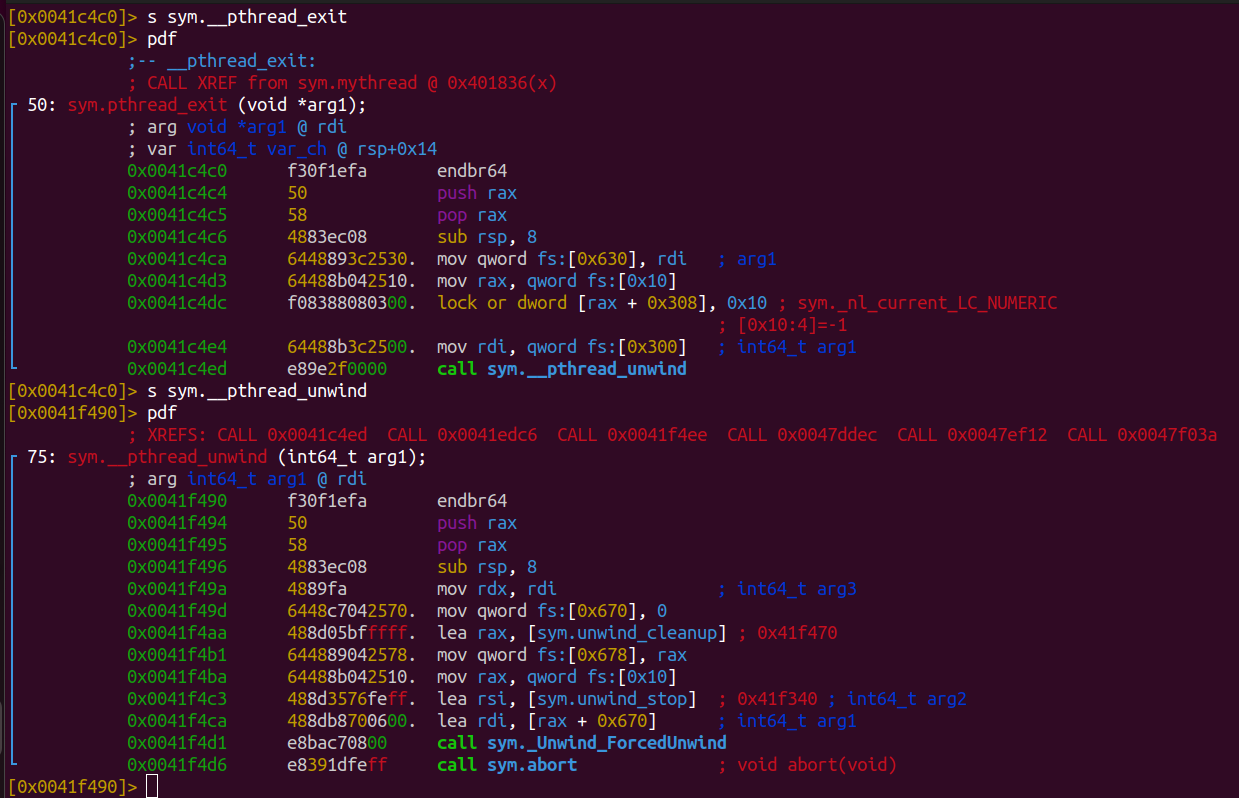 [0x0041c4c0]> s sym.__pthread_exit
[0x0041c4c0]> pdf
;-- __pthread_exit:
; CALL XREF from sym.mythread @ 0x401836(x)
50: sym.pthread_exit (void *arg1);
; arg void *arg1 @ rdi
; var int64_t var_ch @ rsp+0x14
0x0041c4c0      f30f1efa       endbr64
0x0041c4c4      50             push rax
0x0041c4c5      58             pop rax
0x0041c4c6      4883ec08       sub rsp, 8
0x0041c4ca      6448893c2530.  mov qword fs:[0x630], rdi   ; arg1
0x0041c4d3      64488b042510.  mov rax, qword fs:[0x10]
0x0041c4dc      f08388080300.  lock or dword [rax + 0x308], 0x10 ; sym._nl_current_LC_NUMERIC
; [0x10:4]=-1
0x0041c4e4      64488b3c2500.  mov rdi, qword fs:[0x300]   ; int64_t arg1
0x0041c4ed      e89e2f0000     call sym.__pthread_unwind
[0x0041c4c0]> s sym.__pthread_unwind
[0x0041f490]> pdf
; XREFS: CALL 0x0041c4ed  CALL 0x0041edc6  CALL 0x0041f4ee  CALL 0x0047ddec  CALL 0x0047ef12  CALL 0x0047f03a
75: sym.__pthread_unwind (int64_t arg1);
; arg int64_t arg1 @ rdi
0x0041f490      f30f1efa       endbr64
0x0041f494      50             push rax
0x0041f495      58             pop rax
0x0041f496      4883ec08       sub rsp, 8
0x0041f49a      4889fa         mov rdx, rdi                ; int64_t arg3
0x0041f49d      6448c7042570.  mov qword fs:[0x670], 0
0x0041f4aa      488d05bfffff.  lea rax, [sym.unwind_cleanup] ; 0x41f470
0x0041f4b1      644889042578.  mov qword fs:[0x678], rax
0x0041f4ba      64488b042510.  mov rax, qword fs:[0x10]
0x0041f4c3      488d3576feff.  lea rsi, [sym.unwind_stop]  ; 0x41f340 ; int64_t arg2
0x0041f4ca      488db8700600.  lea rdi, [rax + 0x670]      ; int64_t arg1
0x0041f4d1      e8bac70800     call sym._Unwind_ForcedUnwind
0x0041f4d6      e8391dfeff     call sym.abort              ; void abort(void)
[0x0041f490]>